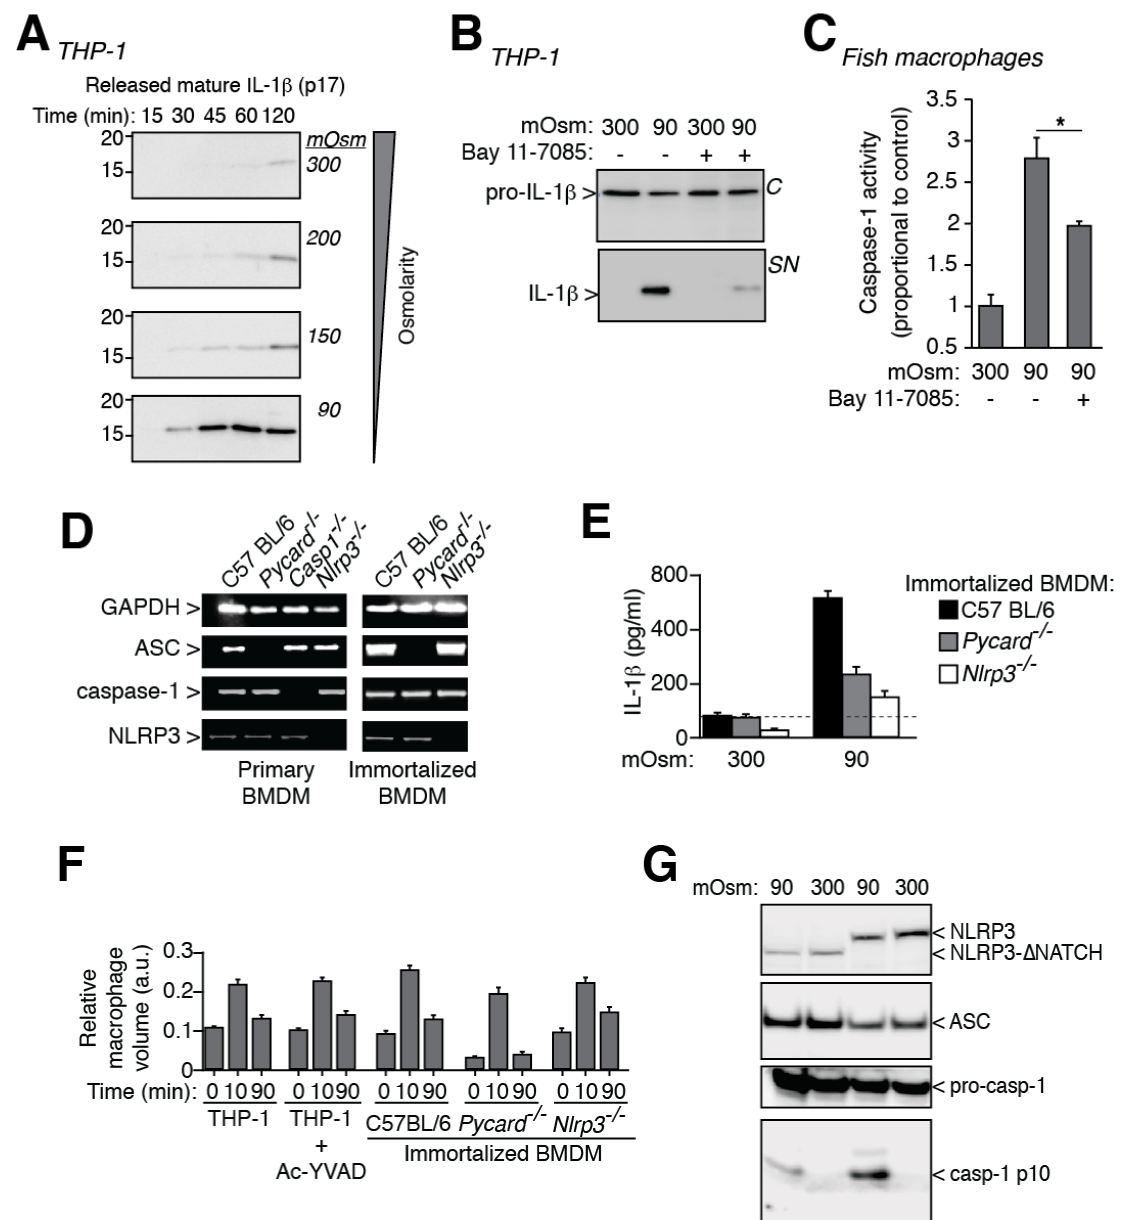 A
THP-1
Released mature IL-1β (p17)
Time (min): 15 30 45 60 120
mOsm
20
15
300
20
15
200
20
15
150
20
15
90
Osmolarity
B
THP-1
mOsm: 300 90 300 90
Bay 11-7085: - - + +
pro-IL-1β > C
IL-1β > SN
C
Fish macrophages
Caspase-1 activity
(proportional to control)
3.5
3
2.5
2
1.5
1
0.5
mOsm: 300 90 90
Bay 11-7085: - - +
*
D
C57 BL/6 Pycard-/- Casp1-/- Nlrp3-/- C57 BL/6 Pycard-/- Nlrp3-/-
GAPDH >
ASC >
caspase-1 >
NLRP3 >
Primary BMDM
Immortalized BMDM
E
IL-1β (pg/ml)
800
400
200
0
mOsm: 300 90
Immortalized BMDM:
C57 BL/6
Pycard-/-
Nlrp3-/-
F
Relative
macrophage
volume (a.u.)
0.3
0.2
0.1
0
Time (min): 0 10 90 0 10 90 0 10 90 0 10 90 0 10 90
THP-1 THP-1 + Ac-YVAD C57BL/6 Pycard-/- Nlrp3-/-
Immortalized BMDM
G
mOsm: 90 300 90 300
< NLRP3
< NLRP3-ΔNATCH
< ASC
< pro-casp-1
< casp-1 p10